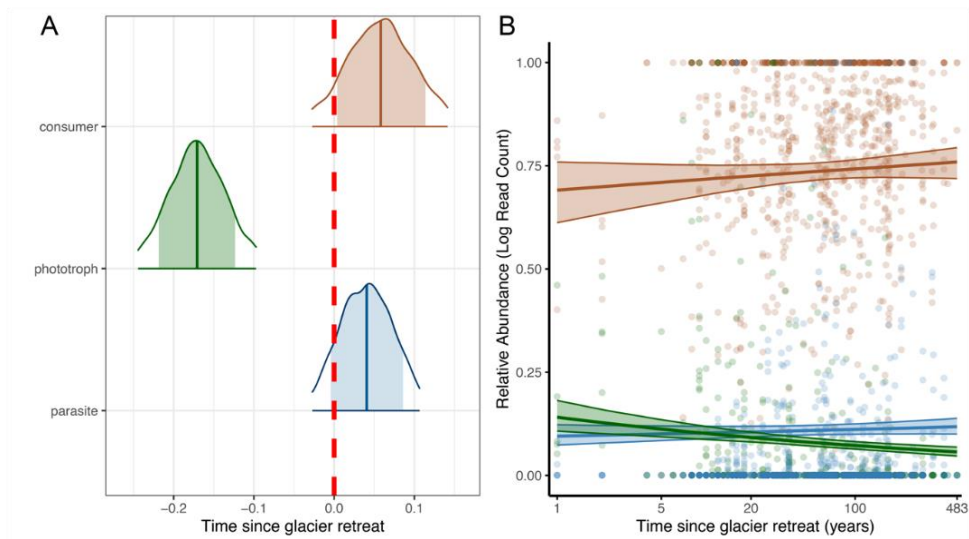 A
consumer
phototroph
parasite
−0.2
−0.1
0.0
0.1
Time since glacier retreat
B
Relative Abundance (Log Read Count)
1.00
0.75
0.50
0.25
0.00
1
5
20
100
483
Time since glacier retreat (years)